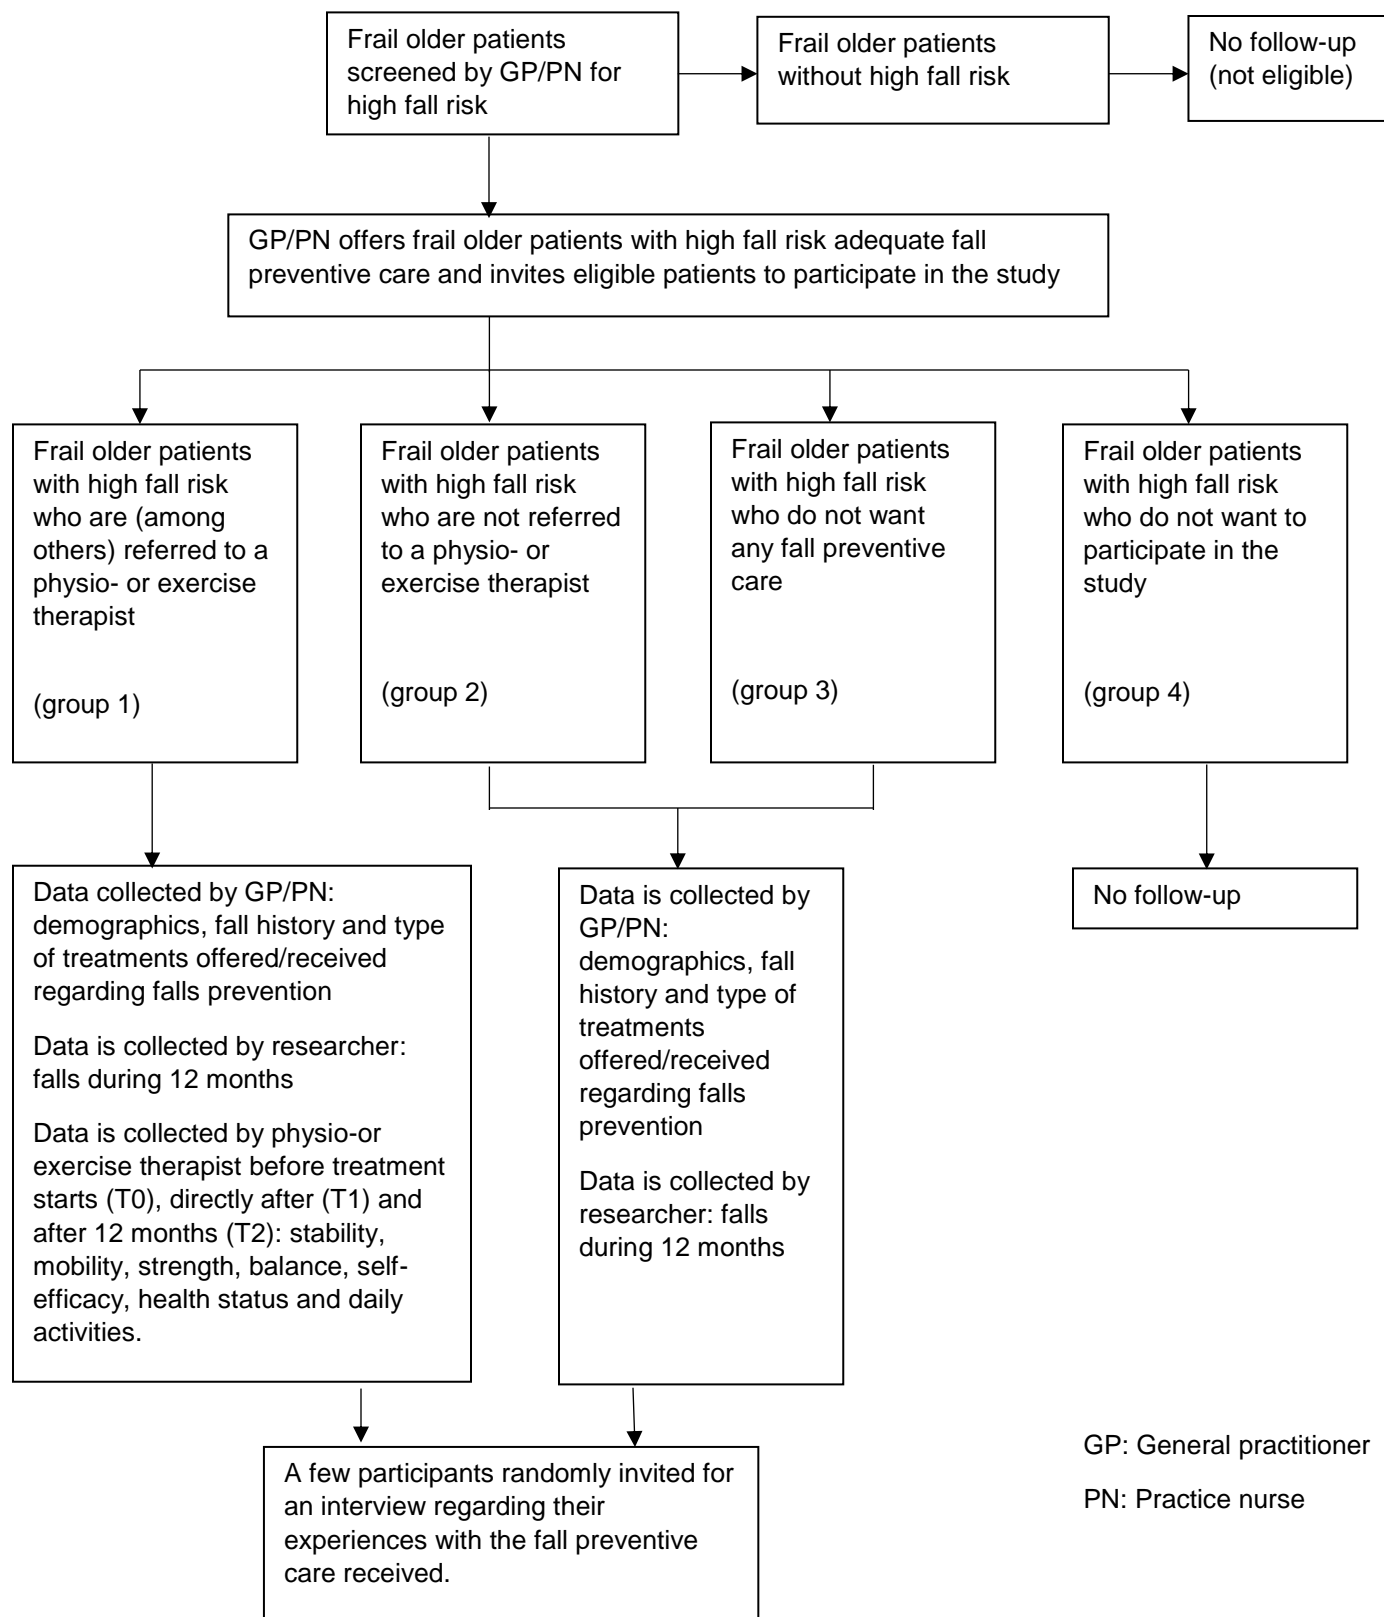 Frail older patients
screened by GP/PN for
high fall risk
Frail older patients
without high fall risk
No follow-up
(not eligible)
GP/PN offers frail older patients with high fall risk adequate fall
preventive care and invites eligible patients to participate in the study
Frail older patients
with high fall risk
who are (among
others) referred to a
physio- or exercise
therapist
(group 1)
Frail older patients
with high fall risk
who are not referred
to a physio- or
exercise therapist
(group 2)
Frail older patients
with high fall risk
who do not want
any fall preventive
care
(group 3)
Frail older patients
with high fall risk
who do not want to
participate in the
study
(group 4)
Data collected by GP/PN:
demographics, fall history and type
of treatments offered/received
regarding falls prevention
Data is collected by researcher:
falls during 12 months
Data is collected by physio-or
exercise therapist before treatment
starts (T0), directly after (T1) and
after 12 months (T2): stability,
mobility, strength, balance, self-
efficacy, health status and daily
activities.
Data is collected by
GP/PN:
demographics, fall
history and type of
treatments
offered/received
regarding falls
prevention
Data is collected by
researcher: falls
during 12 months
No follow-up
A few participants randomly invited for
an interview regarding their
experiences with the fall preventive
care received.
GP: General practitioner
PN: Practice nurse